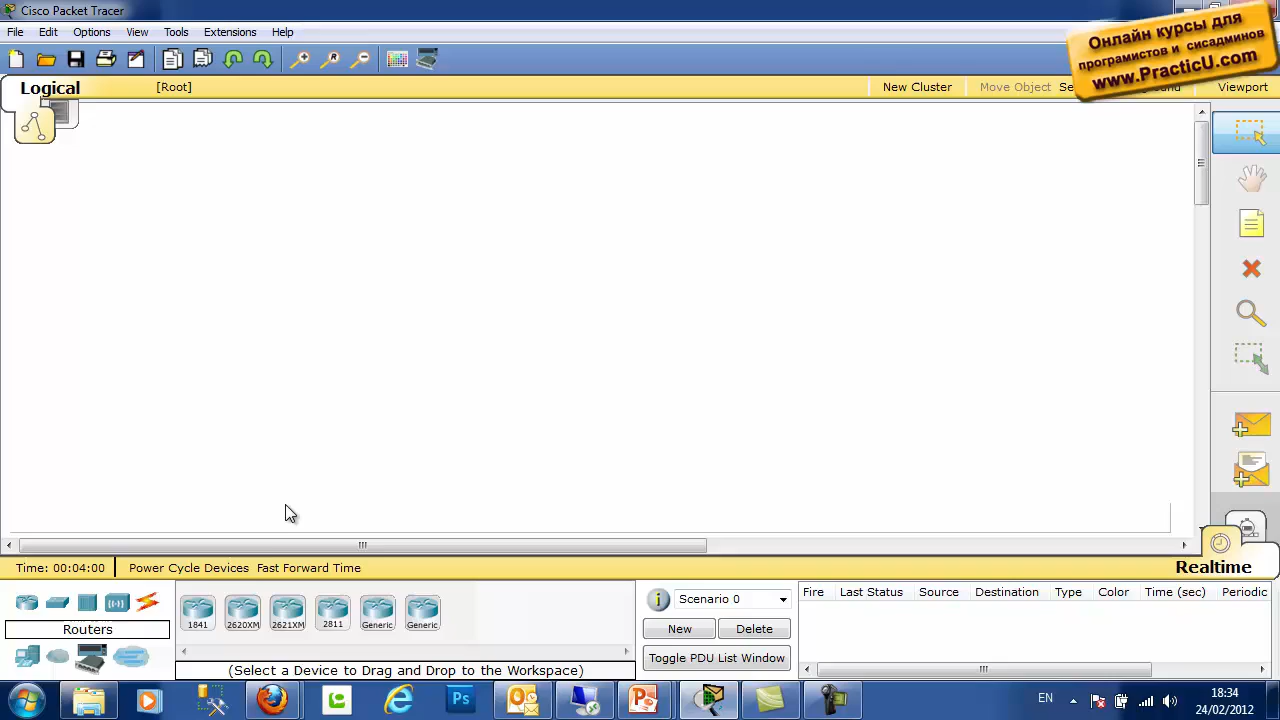 Cisco Packet Tracer
File Edit Options View Tools Extensions Help
Онлайн курсы для
програмистов и сисадминов
www.PracticU.com
Logical [Root] New Cluster Move Object Viewport
Time: 00:04:00 Power Cycle Devices Fast Forward Time Realtime
Routers
1841 2620XM 2621XM 2811 Generic Generic
(Select a Device to Drag and Drop to the Workspace)
Scenario 0
New Delete
Toggle PDU List Window
Fire Last Status Source Destination Type Color Time (sec) Periodic
Ps
EN
18:34
24/02/2012